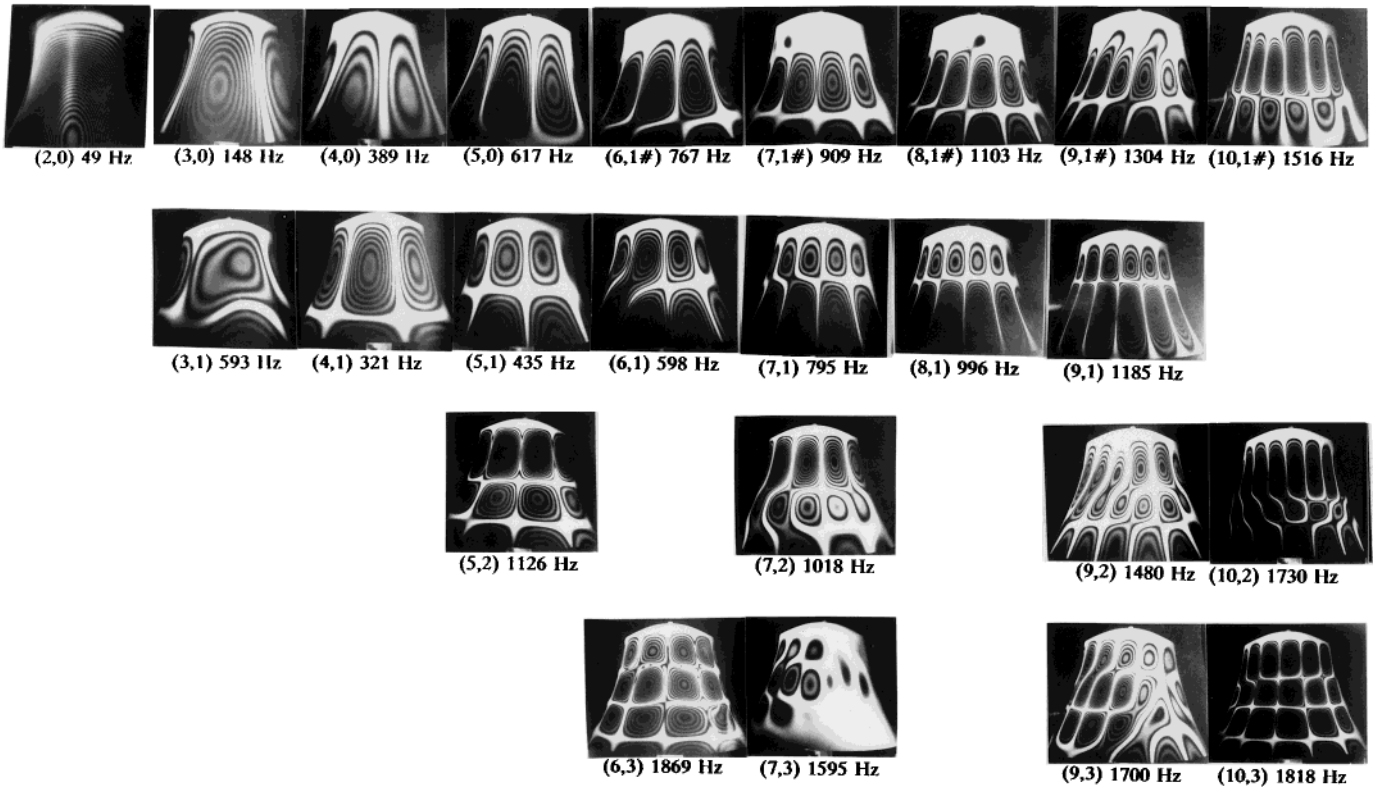 (2,0) 49 Hz (3,0) 148 Hz (4,0) 389 Hz (5,0) 617 Hz (6,1#) 767 Hz (7,1#) 909 Hz (8,1#) 1103 Hz (9,1#) 1304 Hz (10,1#) 1516 Hz
(3,1) 593 Hz (4,1) 321 Hz (5,1) 435 Hz (6,1) 598 Hz (7,1) 795 Hz (8,1) 996 Hz (9,1) 1185 Hz
(5,2) 1126 Hz (7,2) 1018 Hz (9,2) 1480 Hz (10,2) 1730 Hz
(6,3) 1869 Hz (7,3) 1595 Hz (9,3) 1700 Hz (10,3) 1818 Hz